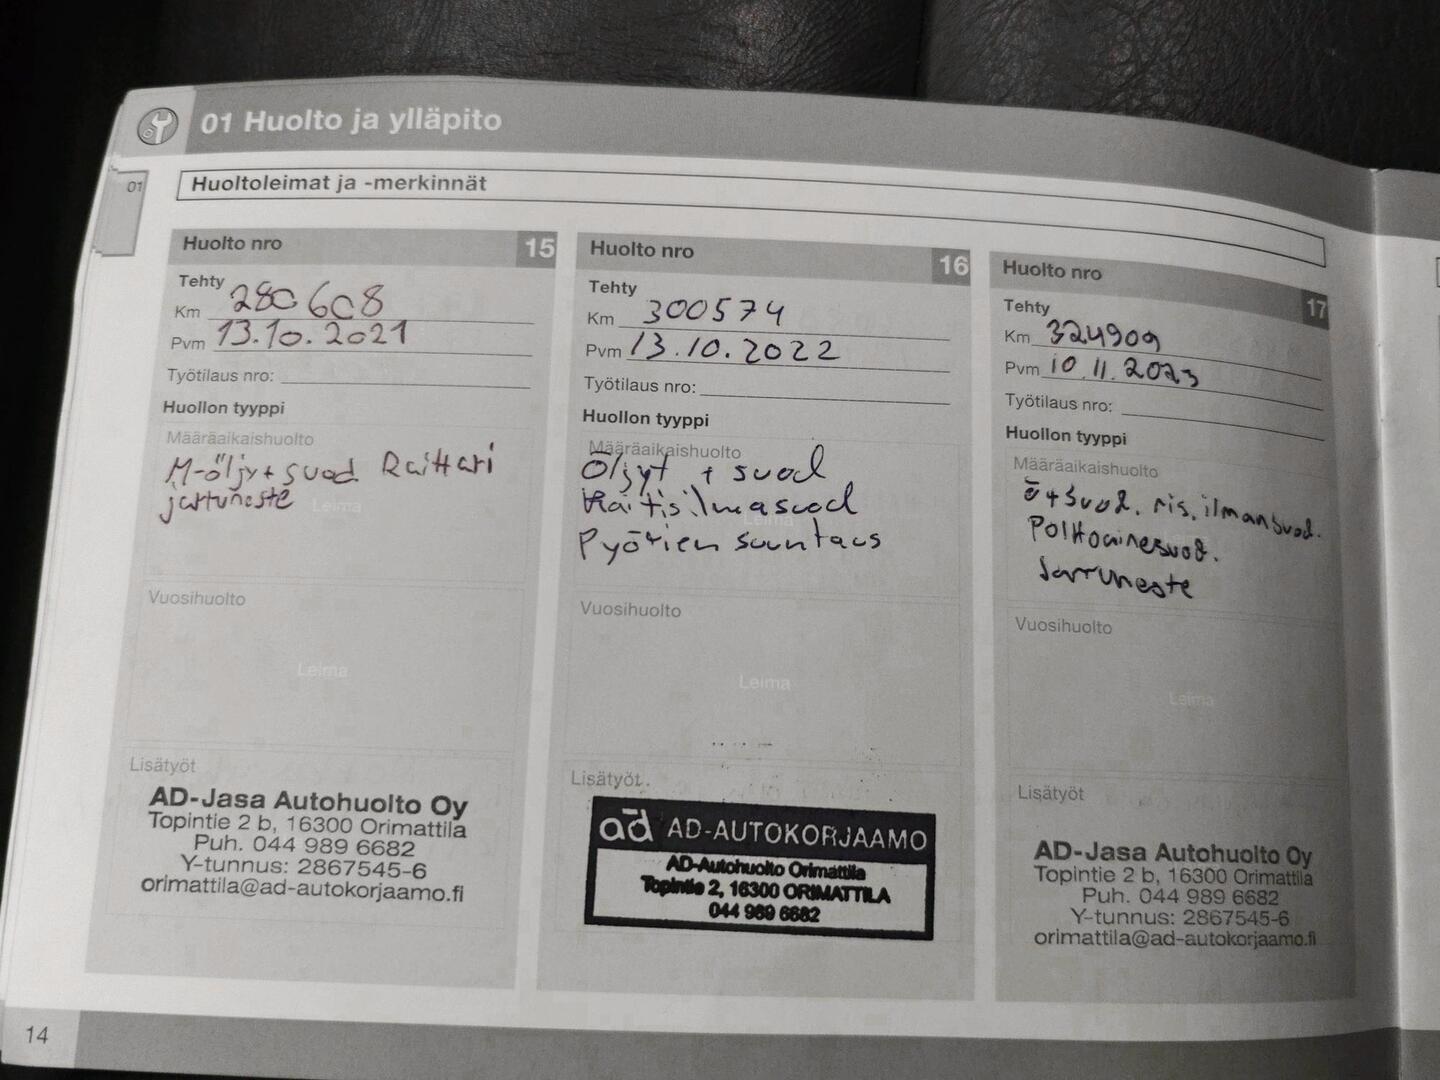 01 Huolto ja ylläpito
01
Huoltoleimat ja -merkinnät
Huolto nro 15
Tehty
Km 280608
Pvm 13.10.2021
Työtilaus nro:
Huollon tyyppi
Määräaikaishuolto
M-öljy + suod Raittari
jarruneste
Leima
Vuosihuolto
Leima
Lisätyöt
AD-Jasa Autohuolto Oy
Topintie 2 b, 16300 Orimattila
Puh. 044 989 6682
Y-tunnus: 2867545-6
orimattila@ad-autokorjaamo.fi
Huolto nro 16
Tehty
Km 300574
Pvm 13.10.2022
Työtilaus nro:
Huollon tyyppi
Määräaikaishuolto
Öljyt + suod
Raitisilmasuod
Leima
Pyörien suuntaus
Vuosihuolto
Leima
Lisätyöt
ad AD-AUTOKORJAAMO
AD-Autohuolto Orimattila
Topintie 2, 16300 ORIMATTILA
044 989 6682
Huolto nro 17
Tehty
Km 324909
Pvm 10.11.2023
Työtilaus nro:
Huollon tyyppi
Määräaikaishuolto
ö+suod. ris.ilmansuod.
Polttoainesuod.
Jarruneste
Vuosihuolto
Leima
Lisätyöt
AD-Jasa Autohuolto Oy
Topintie 2 b, 16300 Orimattila
Puh. 044 989 6682
Y-tunnus: 2867545-6
orimattila@ad-autokorjaamo.fi
14